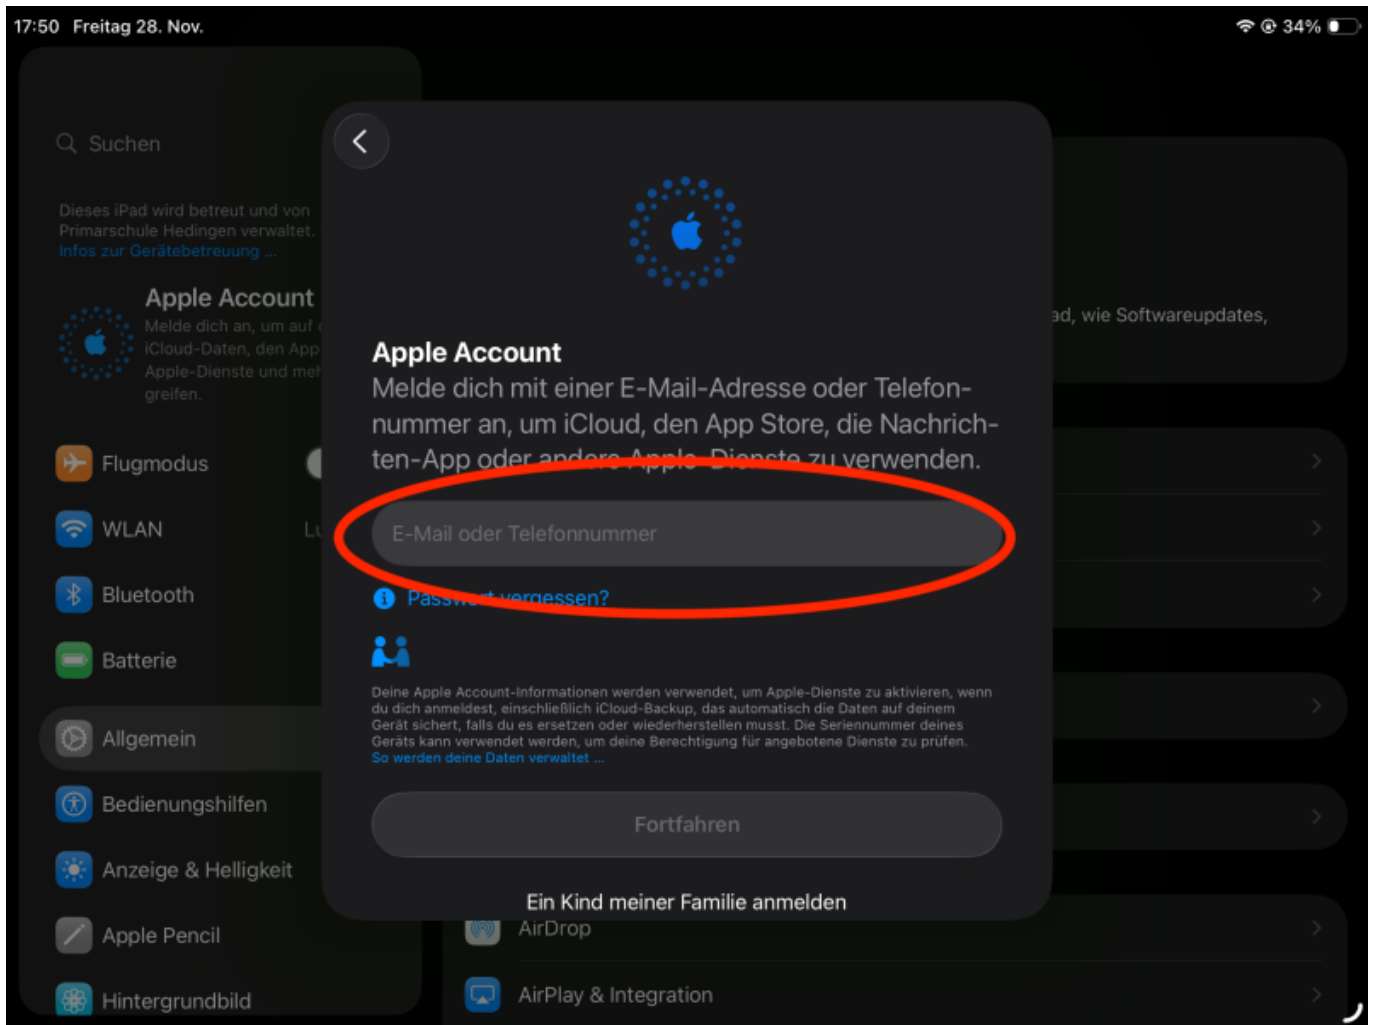 17:50 Freitag 28. Nov.
34%
Suchen
Dieses iPad wird betreut und von
Primarschule Hedingen verwaltet.
Infos zur Gerätebetreuung ...
Apple Account
Melde dich an, um auf
iCloud-Daten, den App
Apple-Dienste und meh
greifen.
Flugmodus
WLAN
Bluetooth
Batterie
Allgemein
Bedienungshilfen
Anzeige & Helligkeit
Apple Pencil
Hintergrundbild
Apple Account
Melde dich mit einer E-Mail-Adresse oder Telefon-
nummer an, um iCloud, den App Store, die Nachrich-
ten-App oder andere Apple-Dienste zu verwenden.
E-Mail oder Telefonnummer
Passwort vergessen?
Deine Apple Account-Informationen werden verwendet, um Apple-Dienste zu aktivieren, wenn
du dich anmeldest, einschließlich iCloud-Backup, das automatisch die Daten auf deinem
Gerät sichert, falls du es ersetzen oder wiederherstellen musst. Die Seriennummer deines
Geräts kann verwendet werden, um deine Berechtigung für angebotene Dienste zu prüfen.
So werden deine Daten verwaltet ...
Fortfahren
Ein Kind meiner Familie anmelden
ad, wie Softwareupdates,
AirDrop
AirPlay & Integration